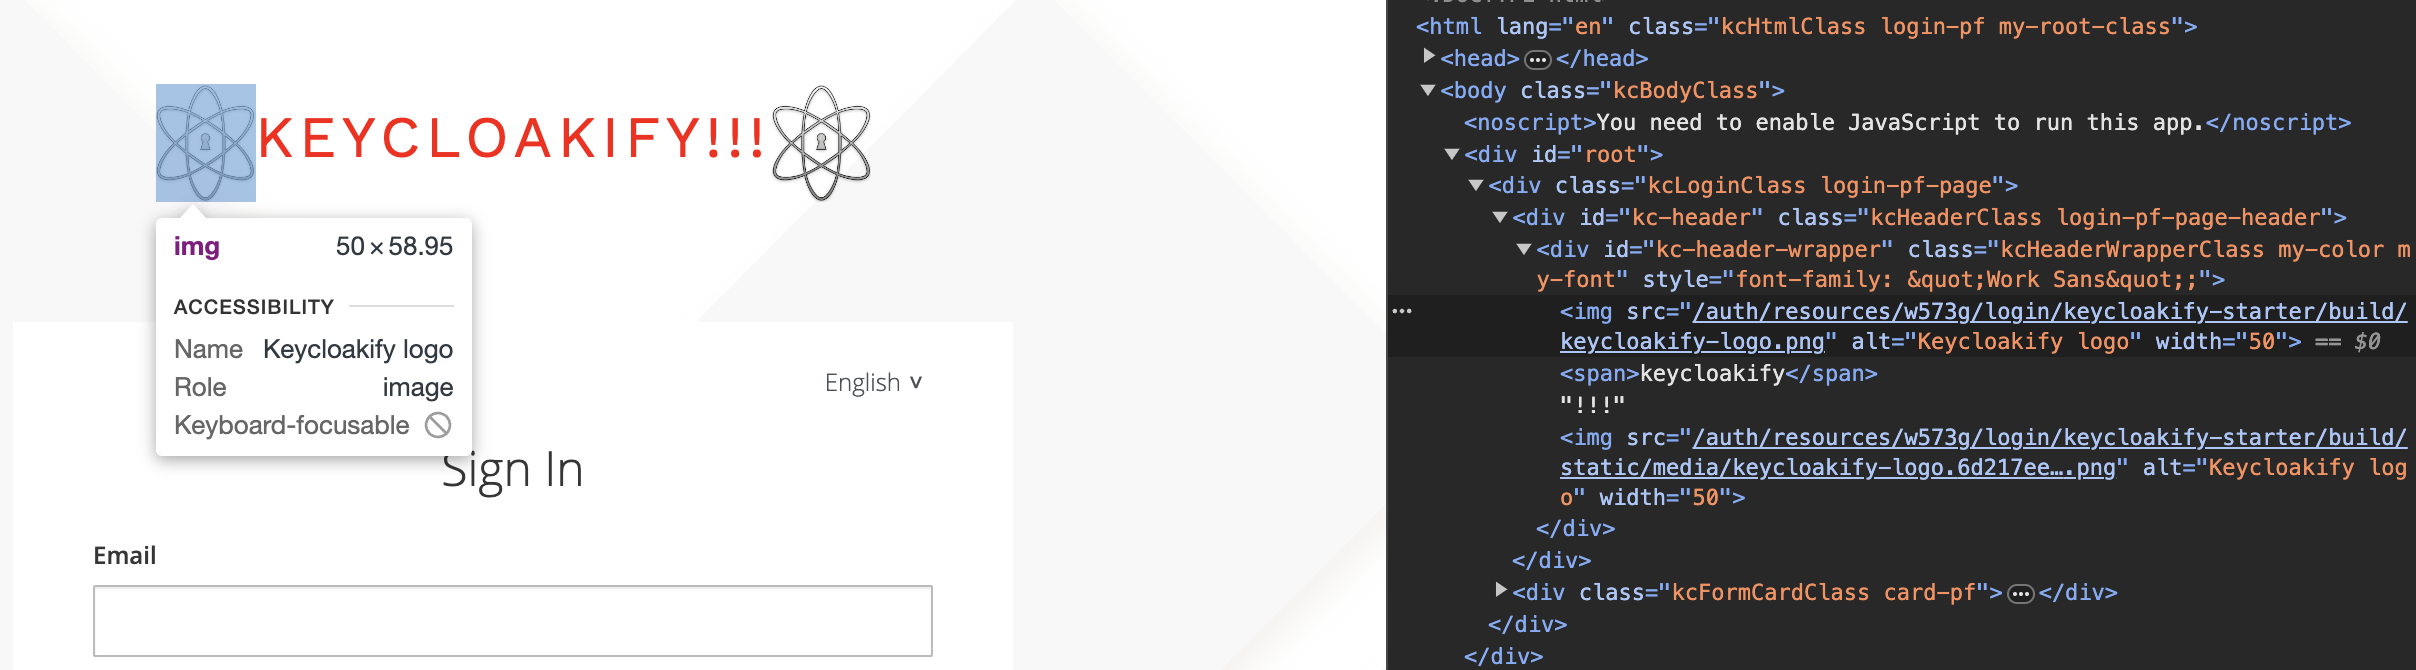 KEYCLOAKIFY!!!
img 50 × 58.95
ACCESSIBILITY
Name Keycloakify logo
Role image
Keyboard-focusable
English ∨
Sign In
Email
<html lang="en" class="kcHtmlClass login-pf my-root-class">
▶<head>…</head>
▼<body class="kcBodyClass">
<noscript>You need to enable JavaScript to run this app.</noscript>
▼<div id="root">
▼<div class="kcLoginClass login-pf-page">
▼<div id="kc-header" class="kcHeaderClass login-pf-page-header">
▼<div id="kc-header-wrapper" class="kcHeaderWrapperClass my-color m
y-font" style="font-family: &quot;Work Sans&quot;;">
… <img src="/auth/resources/w573g/login/keycloakify-starter/build/
keycloakify-logo.png" alt="Keycloakify logo" width="50"> == $0
<span>keycloakify</span>
"!!!"
<img src="/auth/resources/w573g/login/keycloakify-starter/build/
static/media/keycloakify-logo.6d217ee….png" alt="Keycloakify log
o" width="50">
</div>
</div>
▶<div class="kcFormCardClass card-pf">…</div>
</div>
</div>